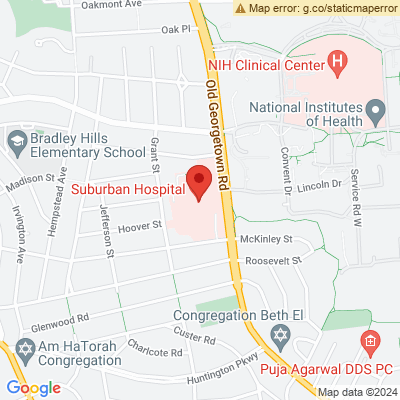 Oakmont Ave
Map error: g.co/staticmaperror
Oak Pl
NIH Clinical Center
H
Old Georgetown Rd
National Institutes
of Health
Bradley Hills
Elementary School
Grant St
Madison St
Suburban Hospital
Lincoln Dr
Convent Dr
Service Rd W
Hempstead Ave
Jefferson St
Irvington Ave
Hoover St
McKinley St
Roosevelt St
Glenwood Rd
Congregation Beth El
Custer Rd
Am HaTorah
Congregation
Charlcote Rd
Huntington Pkwy
Puja Agarwal DDS PC
Google
Map data ©2024